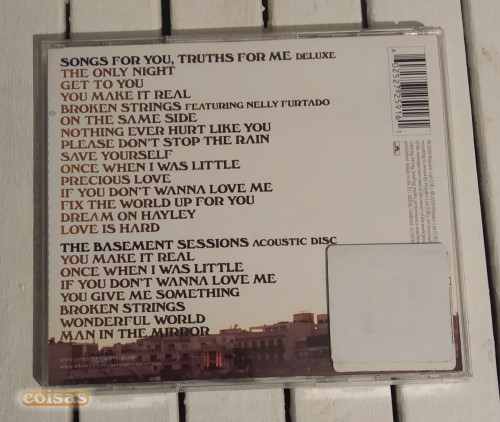 SONGS FOR YOU, TRUTHS FOR ME DELUXE
THE ONLY NIGHT
GET TO YOU
YOU MAKE IT REAL
BROKEN STRINGS FEATURING NELLY FURTADO
ON THE SAME SIDE
NOTHING EVER HURT LIKE YOU
PLEASE DON'T STOP THE RAIN
SAVE YOURSELF
ONCE WHEN I WAS LITTLE
PRECIOUS LOVE
IF YOU DON'T WANNA LOVE ME
FIX THE WORLD UP FOR YOU
DREAM ON HAYLEY
LOVE IS HARD
THE BASEMENT SESSIONS ACOUSTIC DISC
YOU MAKE IT REAL
ONCE WHEN I WAS LITTLE
IF YOU DON'T WANNA LOVE ME
YOU GIVE ME SOMETHING
BROKEN STRINGS
WONDERFUL WORLD
MAN IN THE MIRROR
coisas